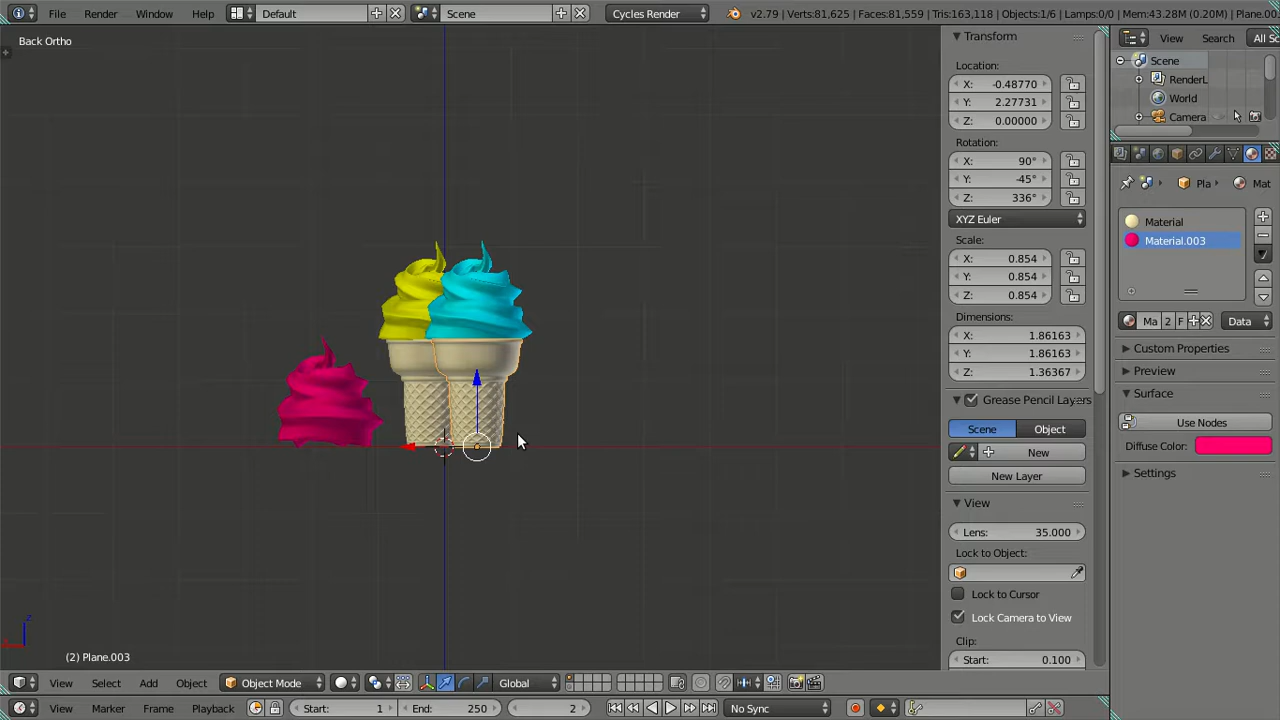 File Render Window Help Default Scene Cycles Render v2.79 | Verts:81,625 | Faces:81,559 | Tris:163,118 | Objects:1/6 | Lamps:0/0 | Mem:43.28M (0.20M) | Plane.00
Back Ortho
Transform
Location:
X: -0.48770
Y: 2.27731
Z: 0.00000
Rotation:
X: 90°
Y: -45°
Z: 336°
XYZ Euler
Scale:
X: 0.854
Y: 0.854
Z: 0.854
Dimensions:
X: 1.86163
Y: 1.86163
Z: 1.36367
Grease Pencil Layers
Scene Object
New
New Layer
View
Lens: 35.000
Lock to Object:
Lock to Cursor
Lock Camera to View
Clip:
Start: 0.100
View Search All Sc
Scene
RenderL
World
Camera
Pla Mat
Material
Material.003
Ma 2 F Data
Custom Properties
Preview
Surface
Use Nodes
Diffuse Color:
Settings
z
(2) Plane.003
View Select Add Object Object Mode Global
View Marker Frame Playback Start: 1 End: 250 2 No Sync